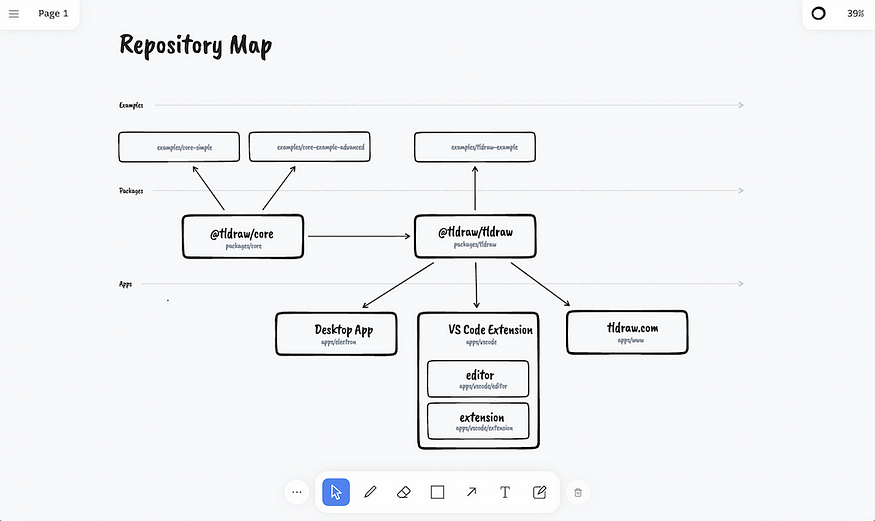 Page 1
39%
Repository Map
Examples
examples/core-simple
examples/core-example-advanced
examples/tldraw-example
Packages
@tldraw/core
packages/core
@tldraw/tldraw
packages/tldraw
Apps
Desktop App
apps/electron
VS Code Extension
apps/vscode
tldraw.com
apps/www
editor
apps/vscode/editor
extension
apps/vscode/extension
T